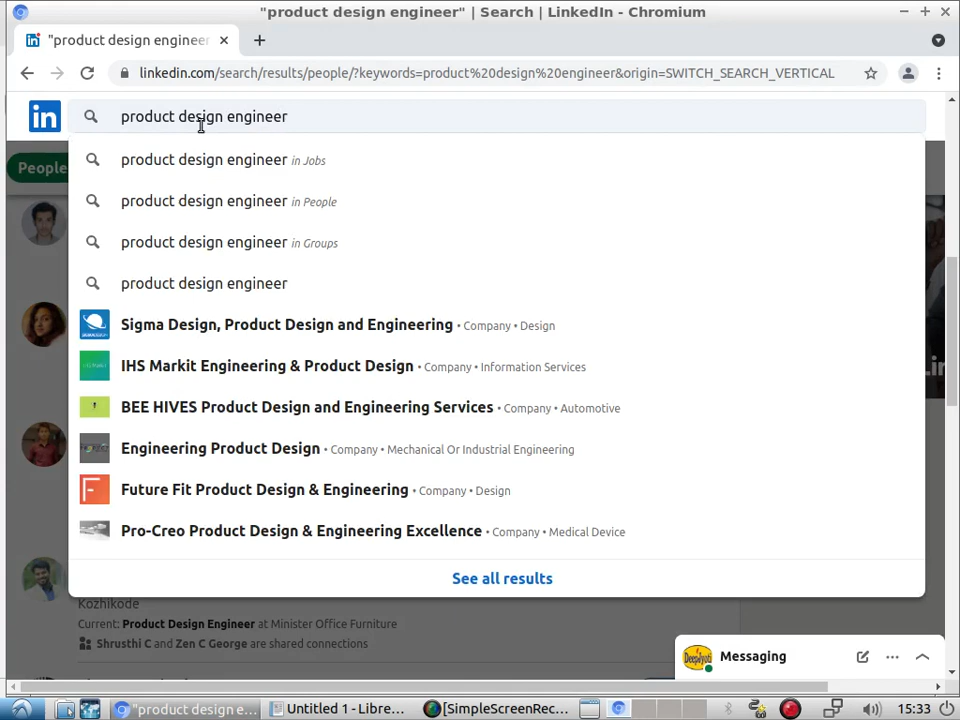 "product design engineer" | Search | LinkedIn - Chromium
"product design engineer
linkedin.com/search/results/people/?keywords=product%20design%20engineer&origin=SWITCH_SEARCH_VERTICAL
in
product design engineer
People
product design engineer in Jobs
product design engineer in People
product design engineer in Groups
product design engineer
Sigma Design, Product Design and Engineering • Company • Design
IHS Markit Engineering & Product Design • Company • Information Services
BEE HIVES Product Design and Engineering Services • Company • Automotive
Engineering Product Design • Company • Mechanical Or Industrial Engineering
Future Fit Product Design & Engineering • Company • Design
Pro-Creo Product Design & Engineering Excellence • Company • Medical Device
See all results
Kozhikode
Current: Product Design Engineer at Minister Office Furniture
Shrusthi C and Zen C George are shared connections
Messaging
"product design e...
Untitled 1 - Libre...
[SimpleScreenRec...
15:33